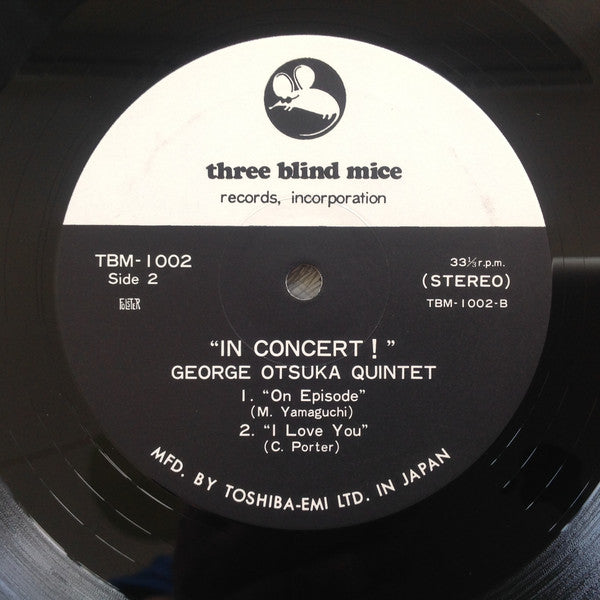 three blind mice
records, incorporation
TBM-1002
Side 2
33⅓ r.p.m.
(STEREO)
TBM-1002-B
"IN CONCERT!"
GEORGE OTSUKA QUINTET
1. "On Episode"
(M. Yamaguchi)
2. "I Love You"
(C. Porter)
MFD. BY TOSHIBA-EMI LTD. IN JAPAN